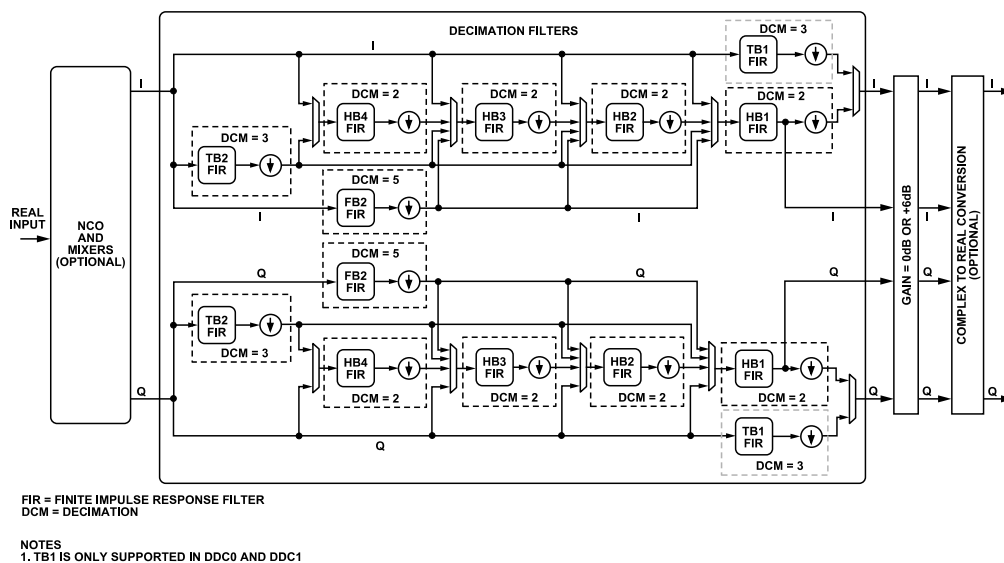 DECIMATION FILTERS
DCM = 3
I
TB1
FIR
I
I
I
I
DCM = 2
HB4
FIR
DCM = 2
HB3
FIR
DCM = 2
HB2
FIR
DCM = 2
HB1
FIR
DCM = 3
TB2
FIR
DCM = 5
FB2
FIR
I
I
I
I
REAL
INPUT
NCO
AND
MIXERS
(OPTIONAL)
GAIN = 0dB OR +6dB
COMPLEX TO REAL CONVERSION
(OPTIONAL)
DCM = 5
FB2
FIR
Q
Q
Q
Q
TB2
FIR
DCM = 3
HB4
FIR
DCM = 2
HB3
FIR
DCM = 2
HB2
FIR
DCM = 2
HB1
FIR
DCM = 2
Q
Q
Q
Q
Q
TB1
FIR
DCM = 3
FIR = FINITE IMPULSE RESPONSE FILTER
DCM = DECIMATION
NOTES
1. TB1 IS ONLY SUPPORTED IN DDC0 AND DDC1